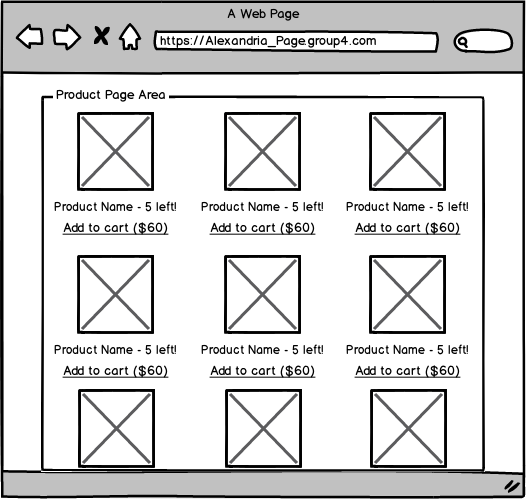 A Web Page
https://Alexandria_Page.group4.com
Product Page Area
Product Name - 5 left! Product Name - 5 left! Product Name - 5 left!
Add to cart ($60) Add to cart ($60) Add to cart ($60)
Product Name - 5 left! Product Name - 5 left! Product Name - 5 left!
Add to cart ($60) Add to cart ($60) Add to cart ($60)